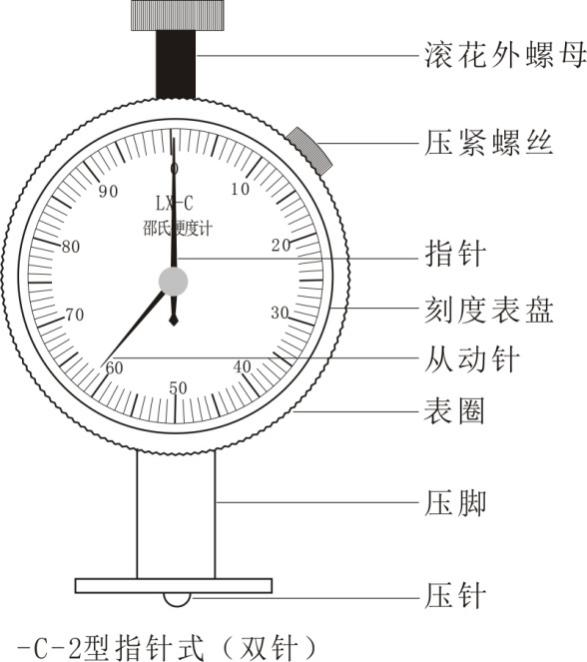 滚花外螺母
压紧螺丝
0
10
90
LX-C
邵氏硬度计
20
80
指针
70
30
刻度表盘
60
40
从动针
50
表圈
压脚
压针
-C-2型指针式（双针）